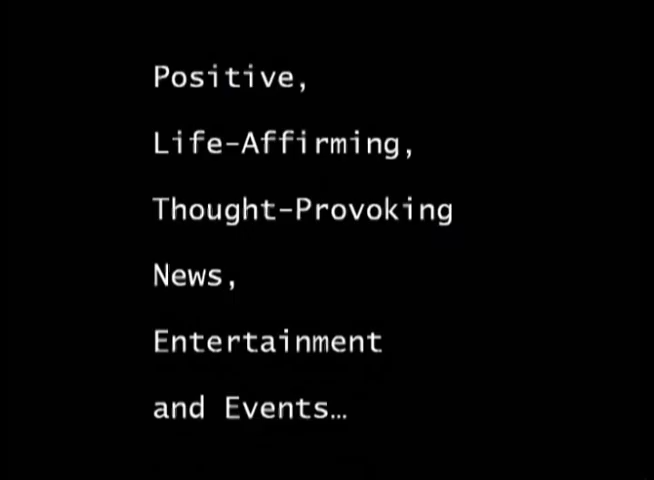 Positive,
Life-Affirming,
Thought-Provoking
News,
Entertainment
and Events…